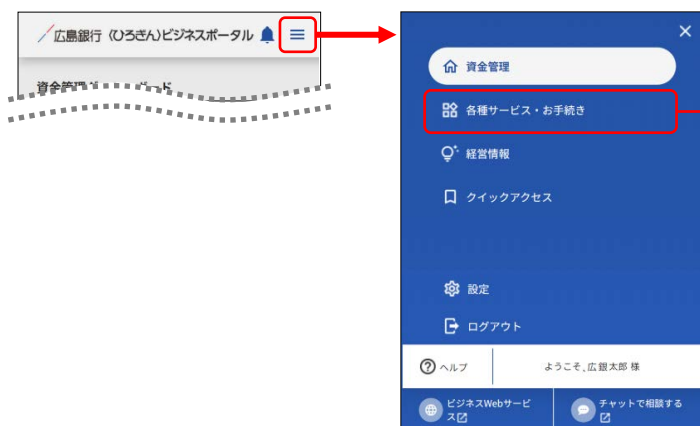 広島銀行〈ひろぎん〉ビジネスポータル
資金管理
資金管理
各種サービス・お手続き
経営情報
クイックアクセス
設定
ログアウト
ヘルプ
ようこそ、広銀太郎 様
ビジネスWebサービ
ス
チャットで相談する